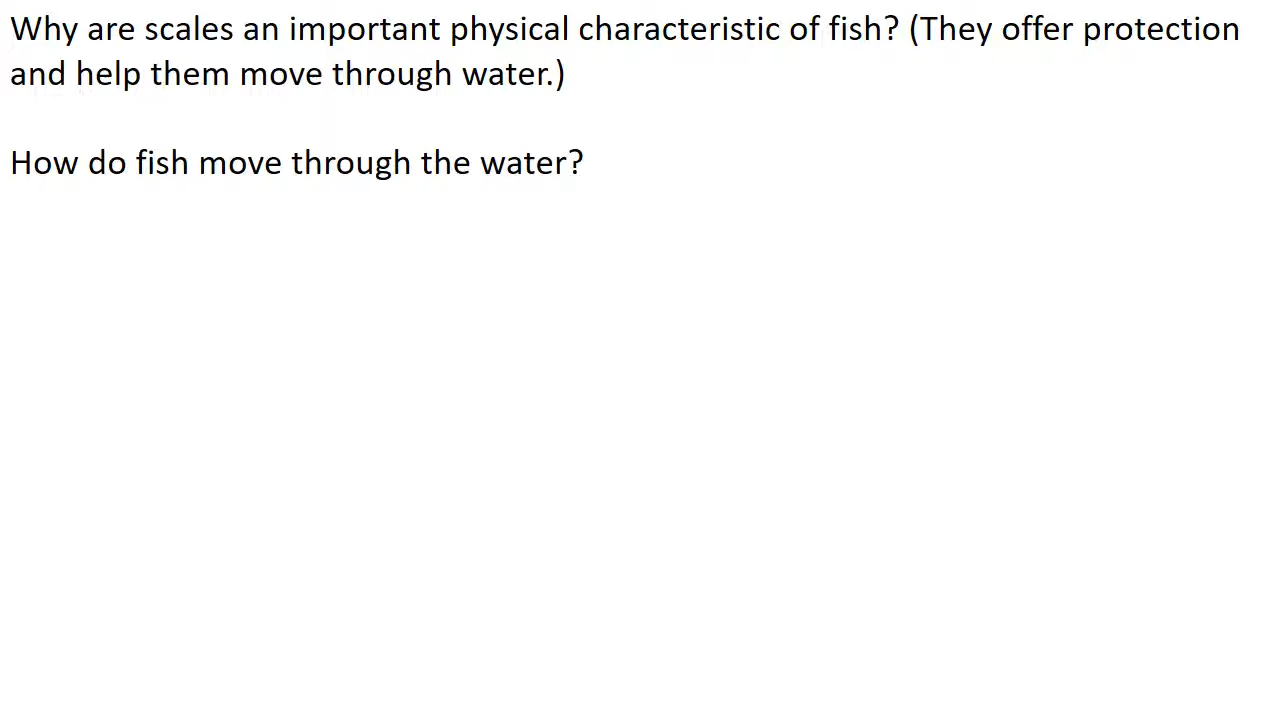 Why are scales an important physical characteristic of fish? (They offer protection
and help them move through water.)
How do fish move through the water?